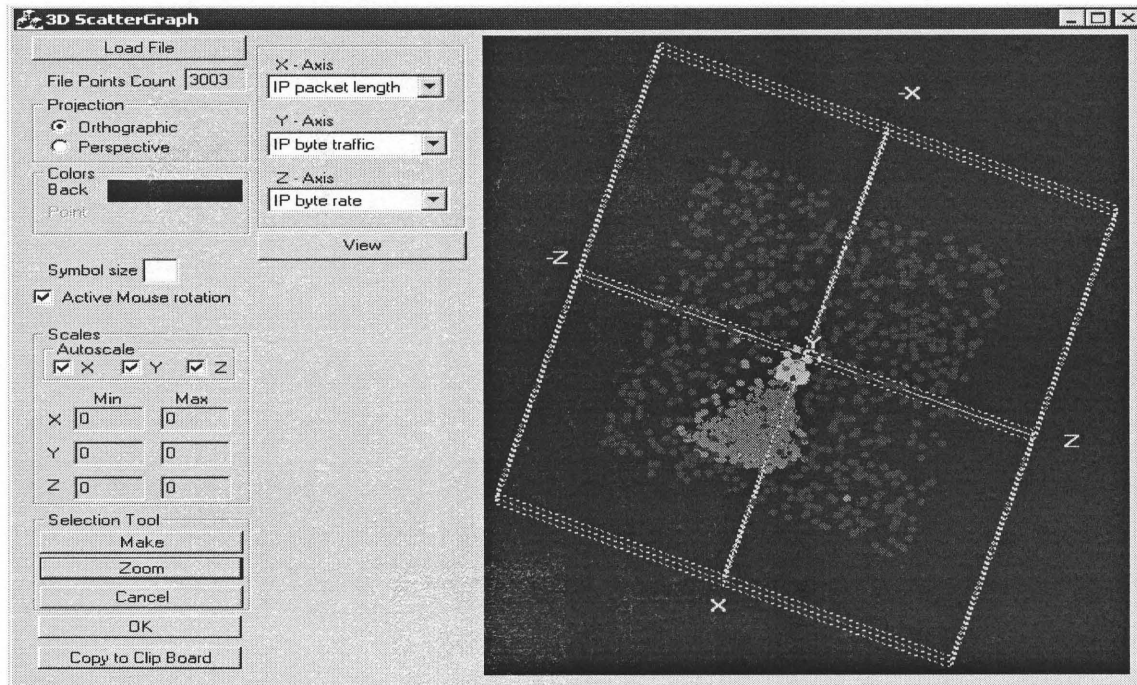 3D ScatterGraph
Load File
File Points Count 3003
Projection
Orthographic
Perspective
Colors
Back
Point
Symbol size
Active Mouse rotation
Scales
Autoscale
X Y Z
Min Max
X 0 0
Y 0 0
Z 0 0
Selection Tool
Make
Zoom
Cancel
OK
Copy to Clip Board
X - Axis
IP packet length
Y - Axis
IP byte traffic
Z - Axis
IP byte rate
View
-X
-Z
Y
Z
X